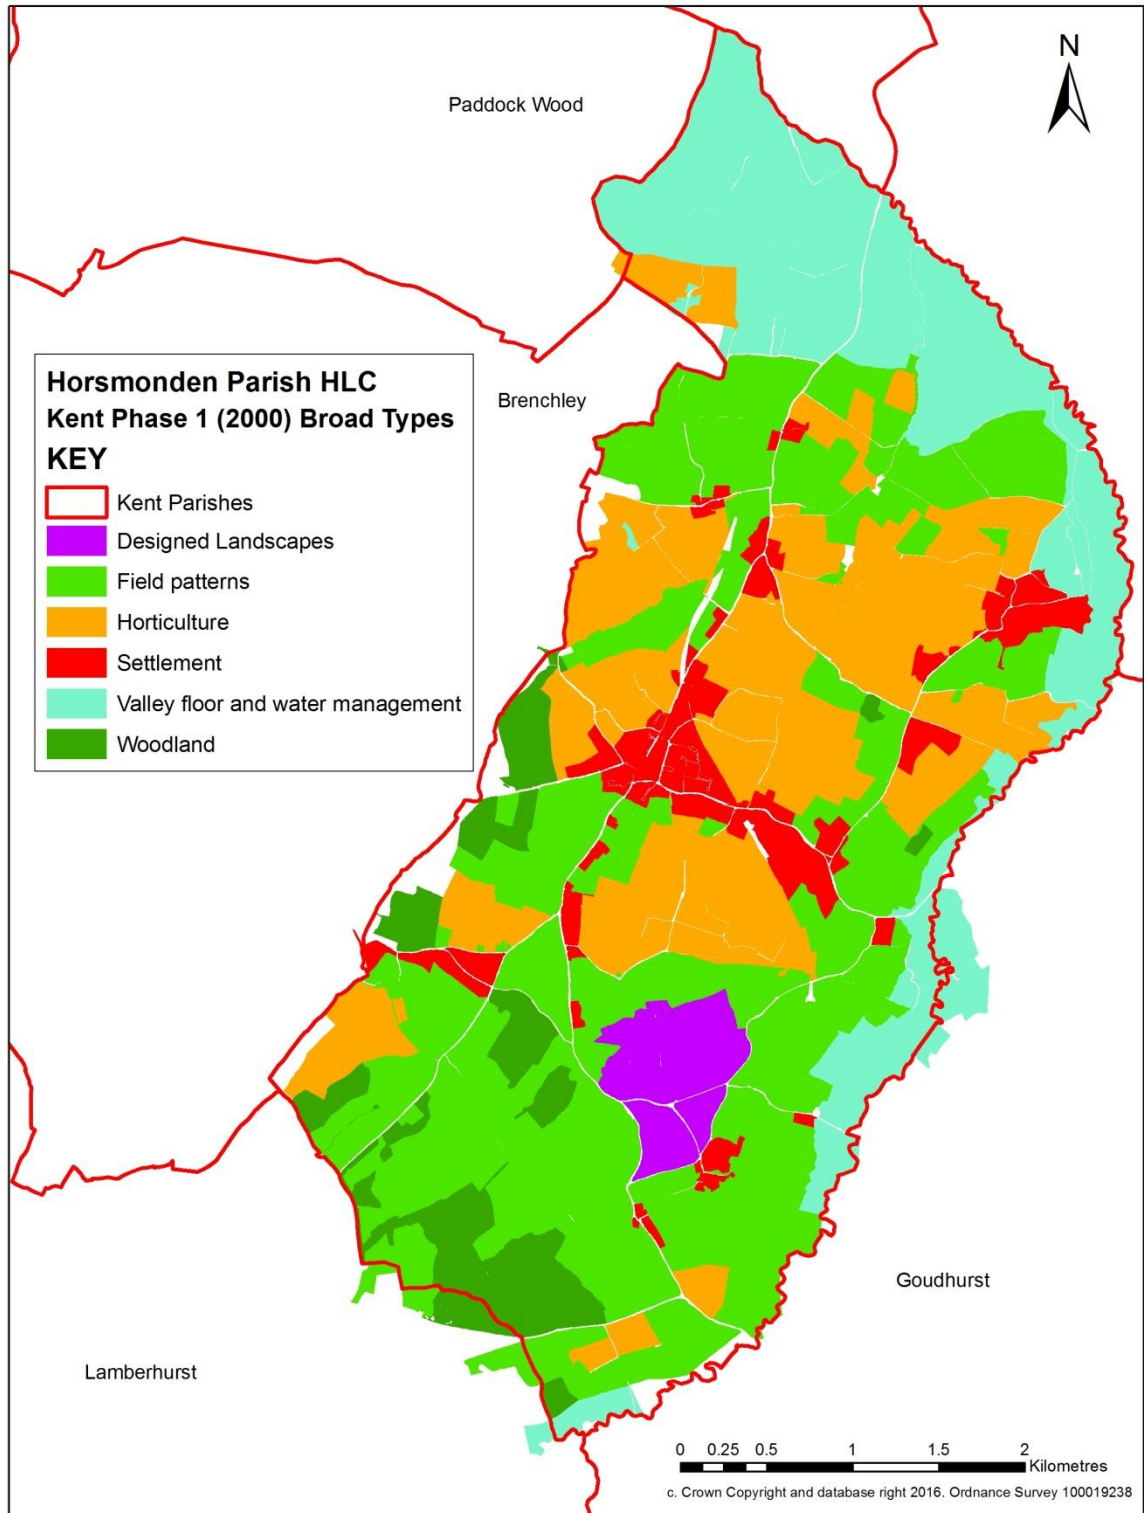 N
Paddock Wood
Horsmonden Parish HLC
Kent Phase 1 (2000) Broad Types
KEY
Kent Parishes
Designed Landscapes
Field patterns
Horticulture
Settlement
Valley floor and water management
Woodland
Brenchley
Goudhurst
Lamberhurst
0 0.25 0.5 1 1.5 2
Kilometres
c. Crown Copyright and database right 2016. Ordnance Survey 100019238